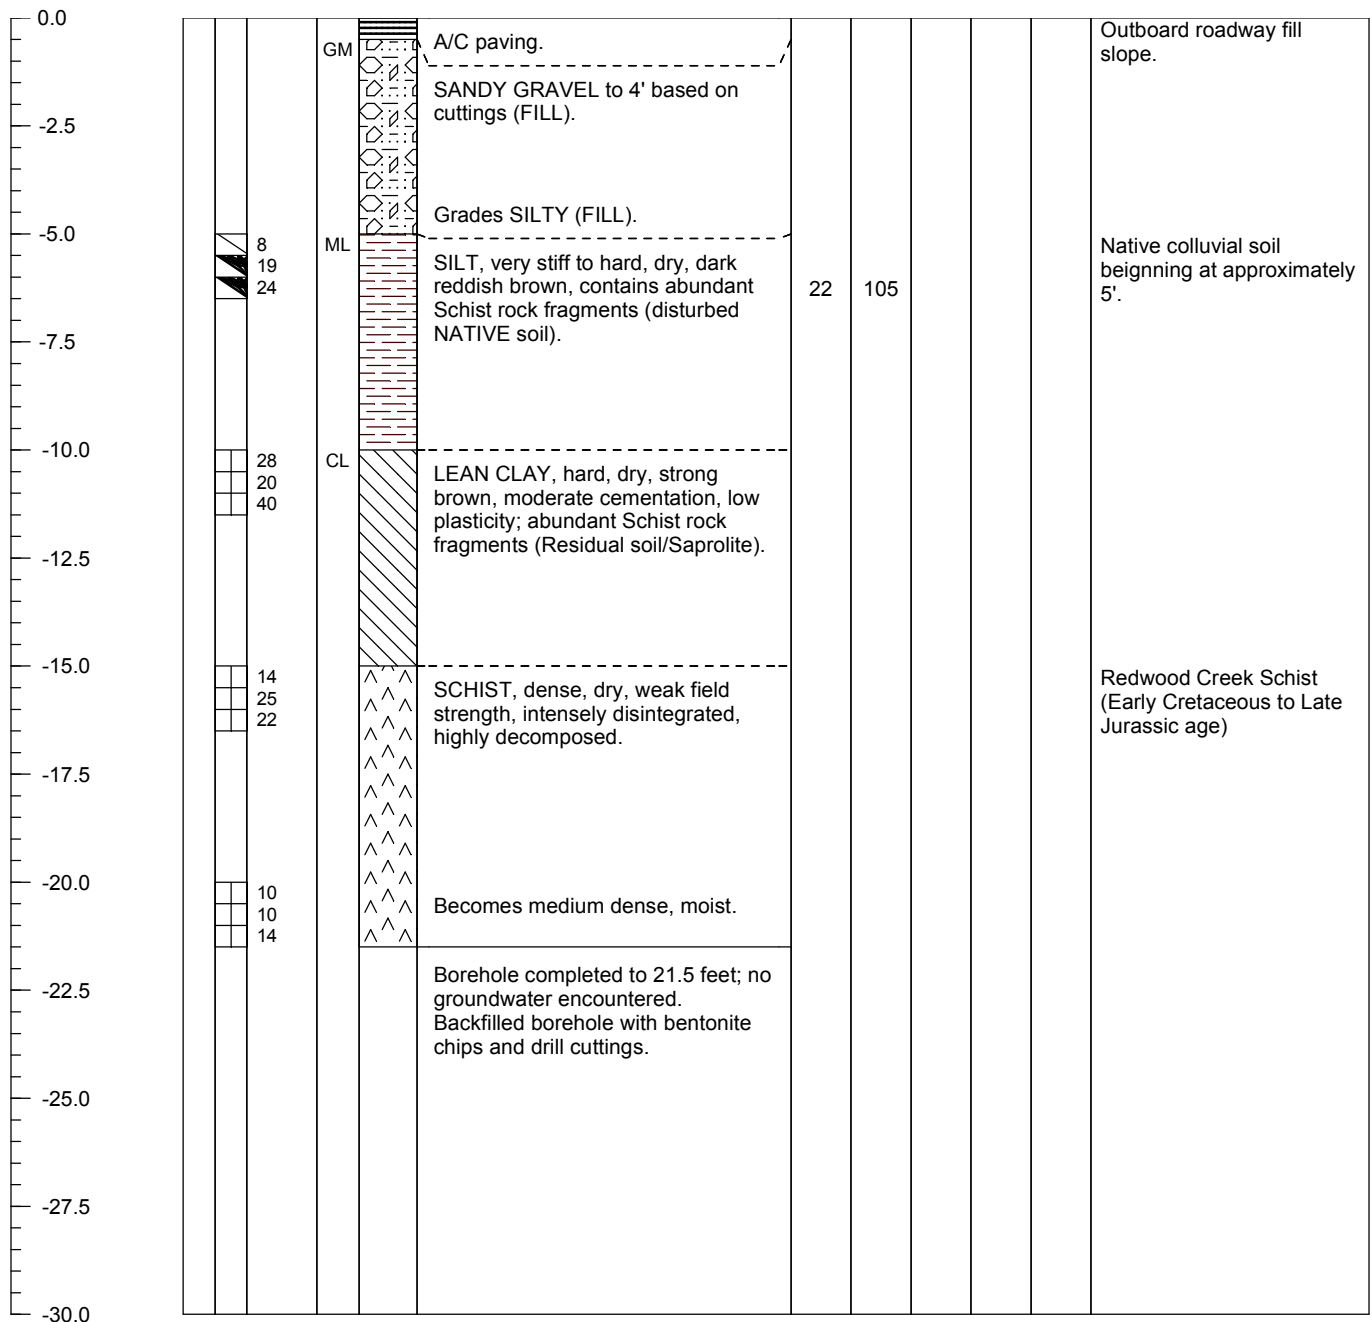 0.0
A/C paving.
Outboard roadway fill
slope.
GM
SANDY GRAVEL to 4' based on
cuttings (FILL).
-2.5
Grades SILTY (FILL).
-5.0
8
19
24
ML
SILT, very stiff to hard, dry, dark
reddish brown, contains abundant
Schist rock fragments (disturbed
NATIVE soil).
22
105
Native colluvial soil
beignning at approximately
5'.
-7.5
-10.0
28
20
40
CL
LEAN CLAY, hard, dry, strong
brown, moderate cementation, low
plasticity; abundant Schist rock
fragments (Residual soil/Saprolite).
-12.5
-15.0
14
25
22
SCHIST, dense, dry, weak field
strength, intensely disintegrated,
highly decomposed.
Redwood Creek Schist
(Early Cretaceous to Late
Jurassic age)
-17.5
-20.0
10
10
14
Becomes medium dense, moist.
-22.5
Borehole completed to 21.5 feet; no
groundwater encountered.
Backfilled borehole with bentonite
chips and drill cuttings.
-25.0
-27.5
-30.0